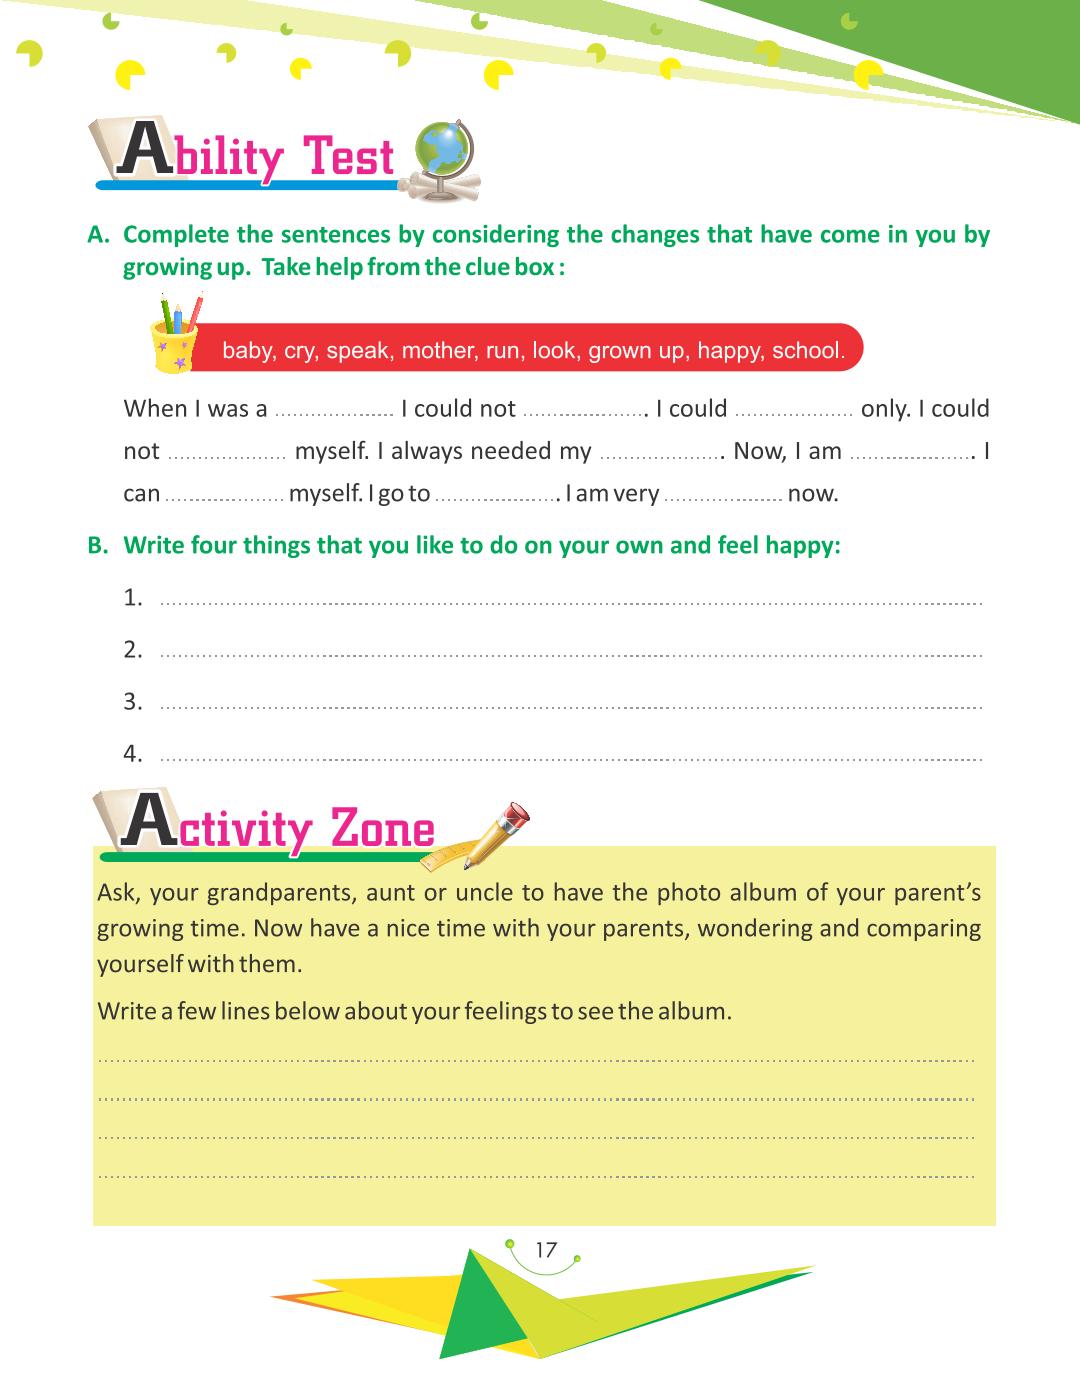 Ability Test
A. Complete the sentences by considering the changes that have come in you by
growing up. Take help from the clue box :
baby, cry, speak, mother, run, look, grown up, happy, school.
When I was a .................... I could not ..................... I could .................... only. I could
not .................... myself. I always needed my ..................... Now, I am ..................... I
can .................... myself. I go to ..................... I am very .................... now.
B. Write four things that you like to do on your own and feel happy:
1. ....................
2. ....................
3. ....................
4. ....................
Activity Zone
Ask, your grandparents, aunt or uncle to have the photo album of your parent’s
growing time. Now have a nice time with your parents, wondering and comparing
yourself with them.
Write a few lines below about your feelings to see the album.
17